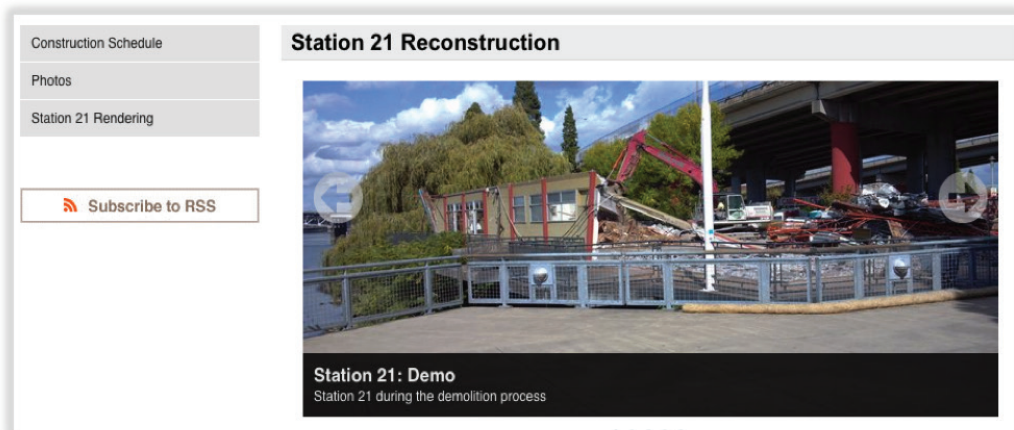 Construction Schedule
Photos
Station 21 Rendering
Subscribe to RSS
Station 21 Reconstruction
Station 21: Demo
Station 21 during the demolition process